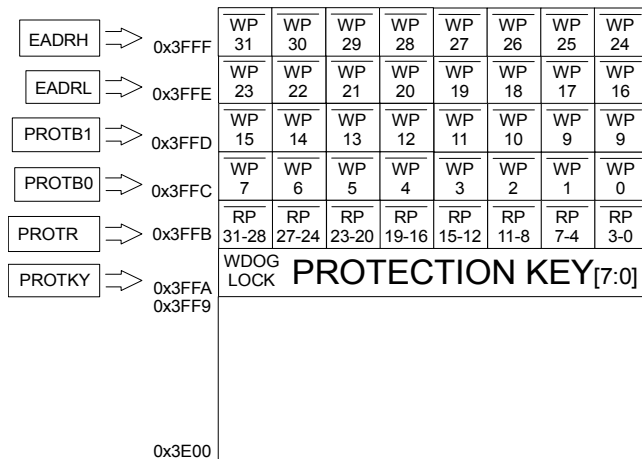 EADRH 0x3FFF WP 31 WP 30 WP 29 WP 28 WP 27 WP 26 WP 25 WP 24
EADRL 0x3FFE WP 23 WP 22 WP 21 WP 20 WP 19 WP 18 WP 17 WP 16
PROTB1 0x3FFD WP 15 WP 14 WP 13 WP 12 WP 11 WP 10 WP 9 WP 9
PROTB0 0x3FFC WP 7 WP 6 WP 5 WP 4 WP 3 WP 2 WP 1 WP 0
PROTR 0x3FFB RP 31-28 RP 27-24 RP 23-20 RP 19-16 RP 15-12 RP 11-8 RP 7-4 RP 3-0
PROTKY 0x3FFA WDOG LOCK PROTECTION KEY[7:0]
0x3FF9
0x3E00